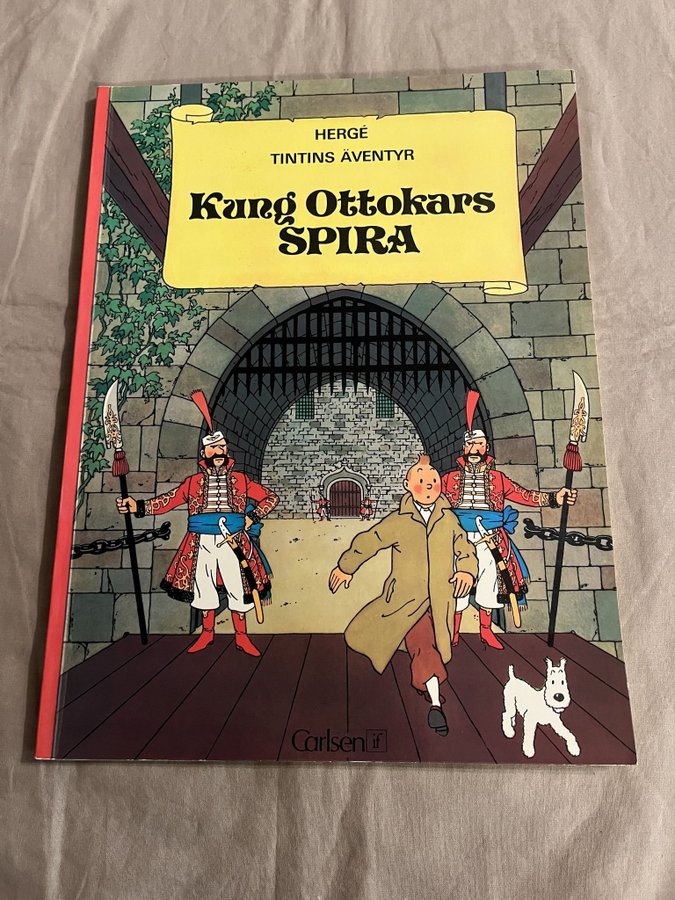 HERGÉ
TINTINS ÄVENTYR
Kung Ottokars
SPIRA
Carlsen if